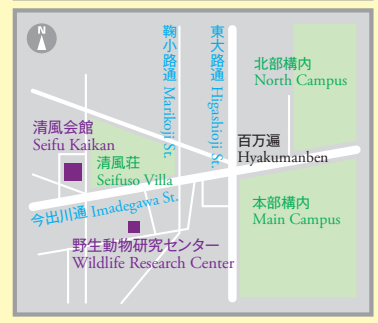 N
鞠小路通 Marikoji St.
東大路通 Higashioji St.
北部構内
North Campus
清風会館
Seifu Kaikan
百万遍
Hyakumanben
清風荘
Seifuso Villa
今出川通 Imadegawa St.
本部構内
Main Campus
野生動物研究センター
Wildlife Research Center